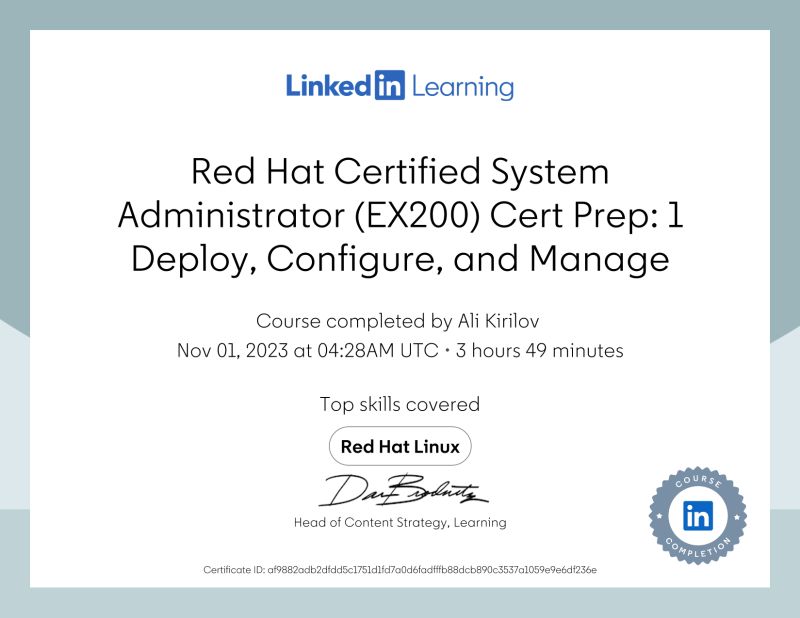 Linked in Learning
Red Hat Certified System
Administrator (EX200) Cert Prep: 1
Deploy, Configure, and Manage
Course completed by Ali Kirilov
Nov 01, 2023 at 04:28AM UTC • 3 hours 49 minutes
Top skills covered
Red Hat Linux
Head of Content Strategy, Learning
COURSE
in
COMPLETION
Certificate ID: af9882adb2dfdd5c1751d1fd7a0d6fadfffb88dcb890c3537a1059e9e6df236e